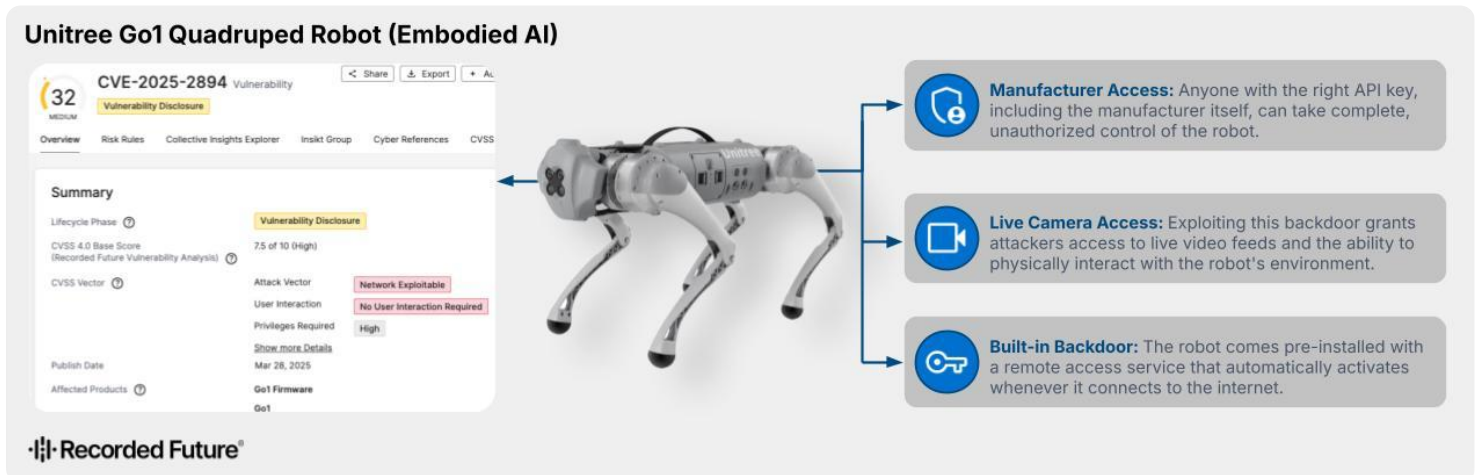 Unitree Go1 Quadruped Robot (Embodied AI)
32
MEDIUM
CVE-2025-2894 Vulnerability
Vulnerability Disclosure
Share
Export
+
Overview
Risk Rules
Collective Insights Explorer
Insikt Group
Cyber References
CVSS
Summary
Lifecycle Phase
Vulnerability Disclosure
CVSS 4.0 Base Score
(Recorded Future Vulnerability Analysis)
7.5 of 10 (High)
CVSS Vector
Attack Vector
Network Exploitable
User Interaction
No User Interaction Required
Privileges Required
High
Show more Details
Publish Date
Mar 28, 2025
Affected Products
Go1 Firmware
Go1
Unitree
Manufacturer Access: Anyone with the right API key,
including the manufacturer itself, can take complete,
unauthorized control of the robot.
Live Camera Access: Exploiting this backdoor grants
attackers access to live video feeds and the ability to
physically interact with the robot's environment.
Built-in Backdoor: The robot comes pre-installed with
a remote access service that automatically activates
whenever it connects to the internet.
Recorded Future®